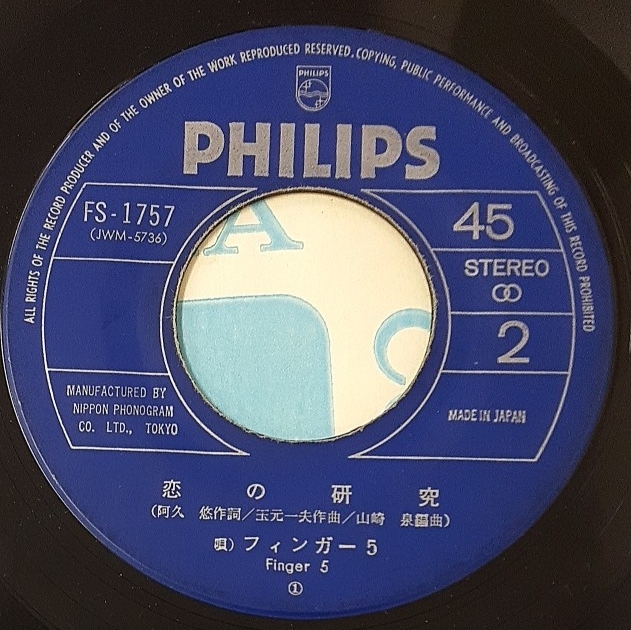 ALL RIGHTS OF THE RECORD PRODUCER AND OF THE OWNER OF THE WORK REPRODUCED RESERVED. COPYING, PUBLIC PERFORMANCE AND BROADCASTING OF THIS RECORD PROHIBITED
PHILIPS
PHILIPS
FS-1757
(JWM-5736)
45
STEREO
2
MANUFACTURED BY
NIPPON PHONOGRAM
CO. LTD., TOKYO
MADE IN JAPAN
A
恋の研究
(阿久 悠作詞/玉元一夫作曲/山崎 泉編曲)
唄) フィンガー5
Finger 5
①